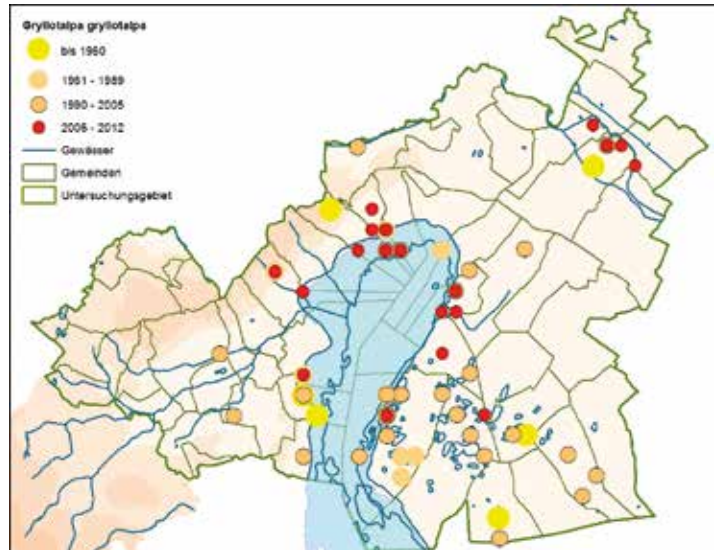 Gryllotalpa gryllotalpa
bis 1960
1961 - 1989
1990 - 2005
2006 - 2012
Gewässer
Gemeinden
Untersuchungsgebiet